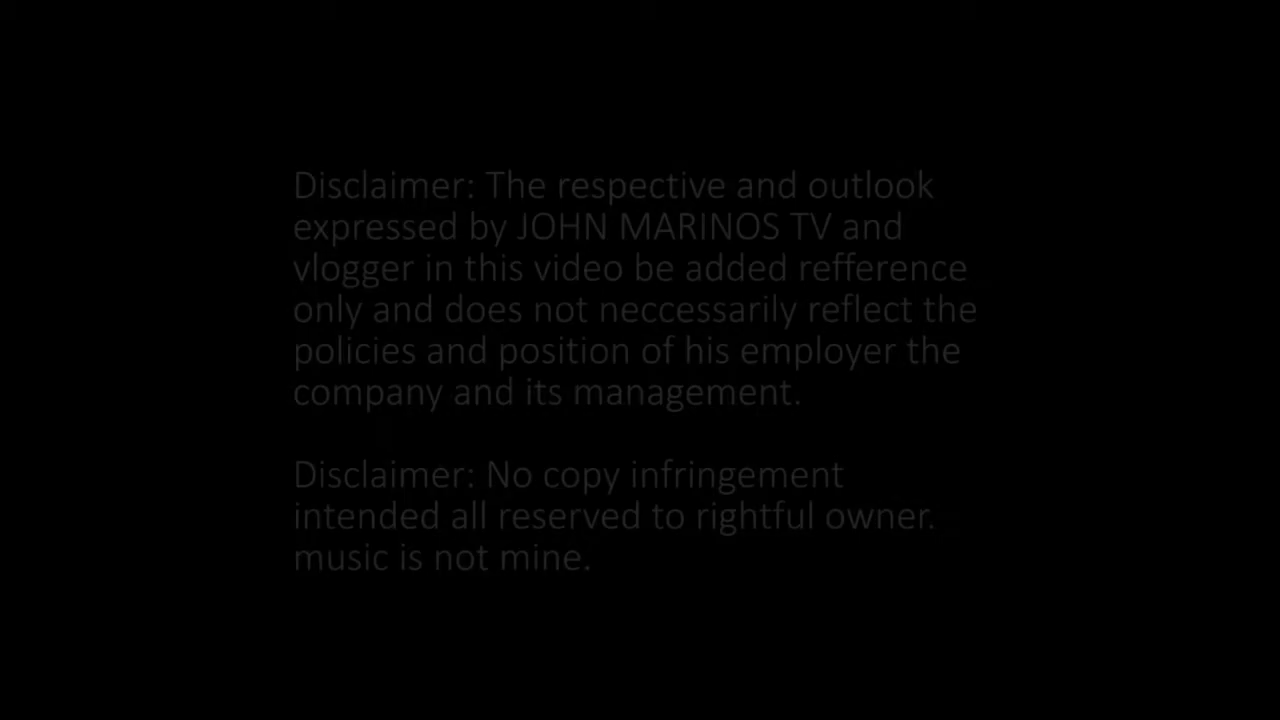 Disclaimer: The respective and outlook
expressed by JOHN MARINOS TV and
vlogger in this video be added refference
only and does not neccessarily reflect the
policies and position of his employer the
company and its management.
Disclaimer: No copy infringement
intended all reserved to rightful owner.
music is not mine.